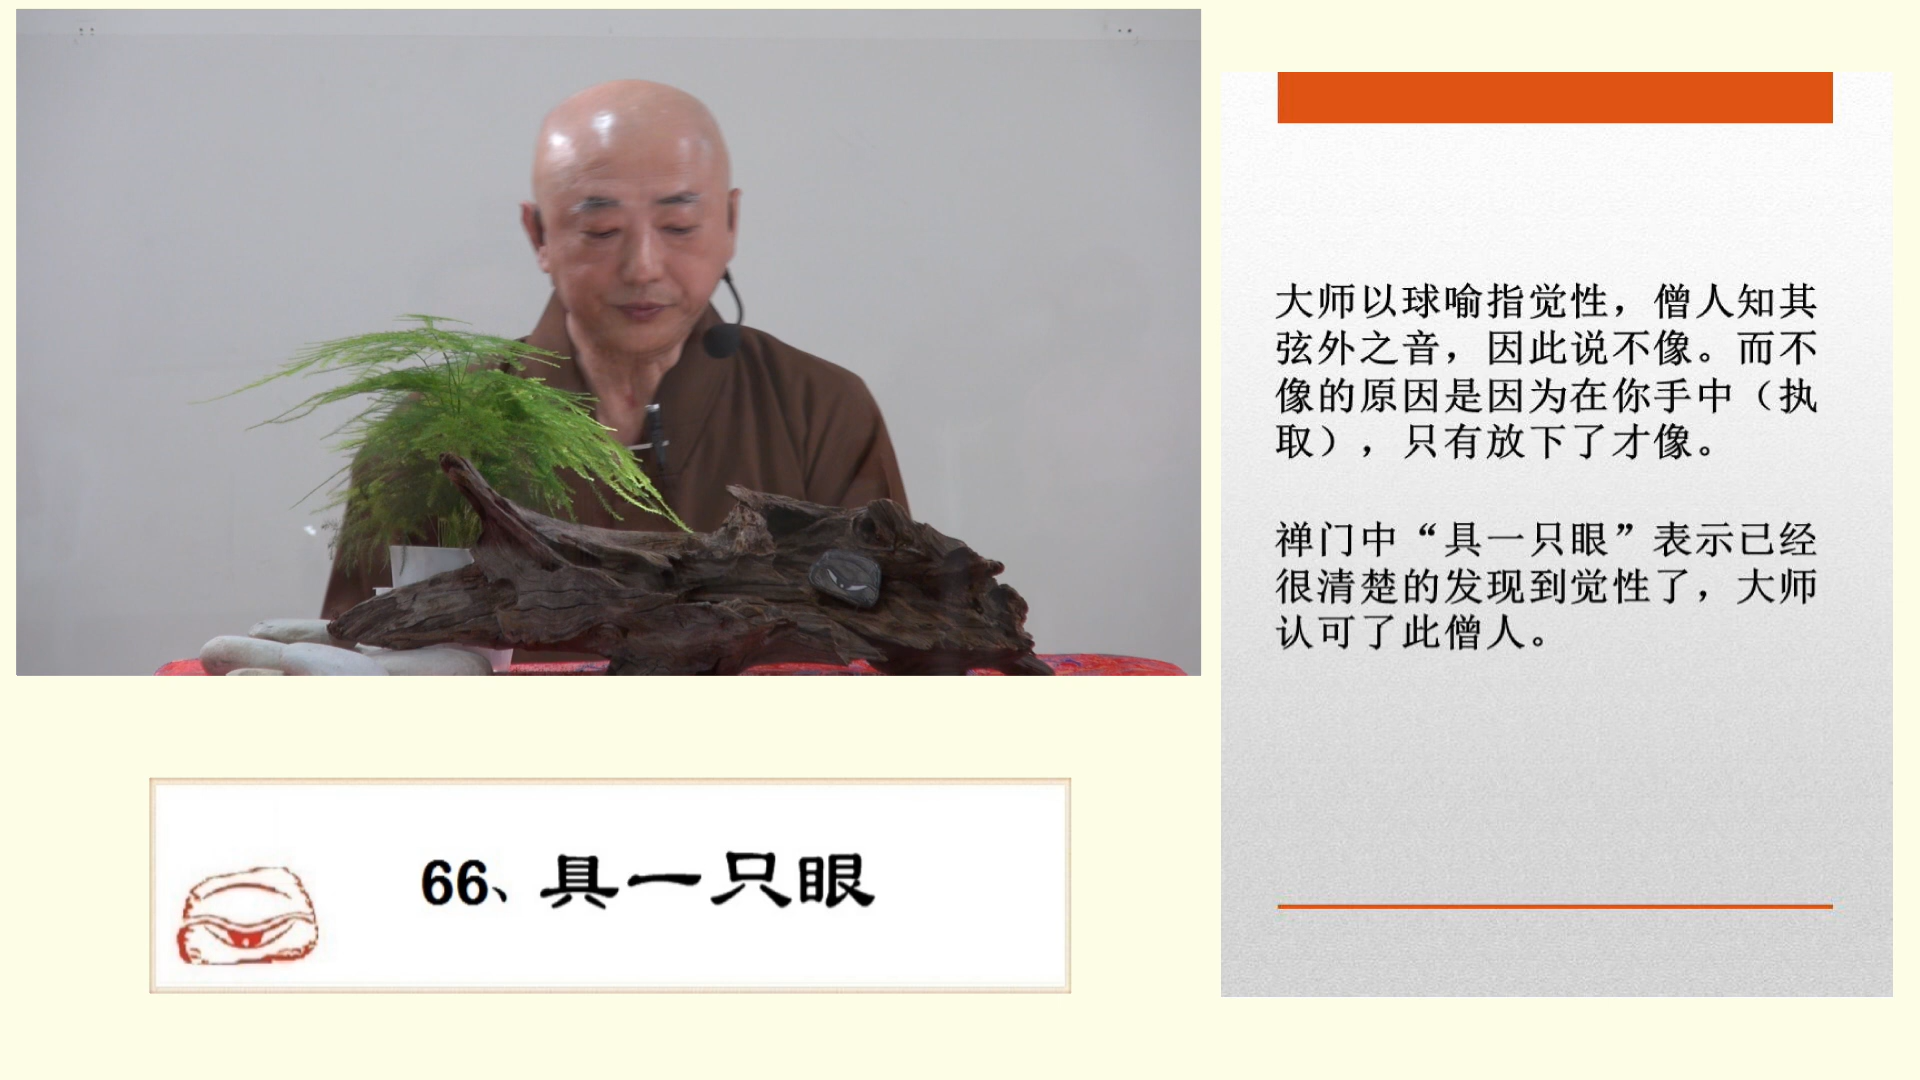 大师以球喻指觉性，僧人知其
弦外之音，因此说不像。而不
像的原因是因为在你手中（执
取），只有放下了才像。
禅门中“具一只眼”表示已经
很清楚的发现到觉性了，大师
认可了此僧人。
66、具一只眼